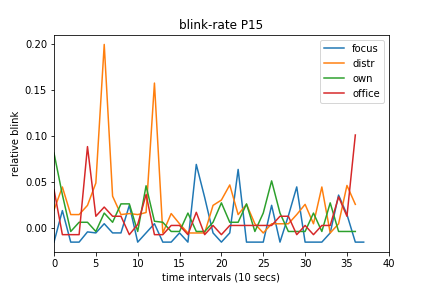 blink-rate P15
0.20
0.15
0.10
0.05
0.00
relative blink
focus
distr
own
office
0 5 10 15 20 25 30 35 40
time intervals (10 secs)